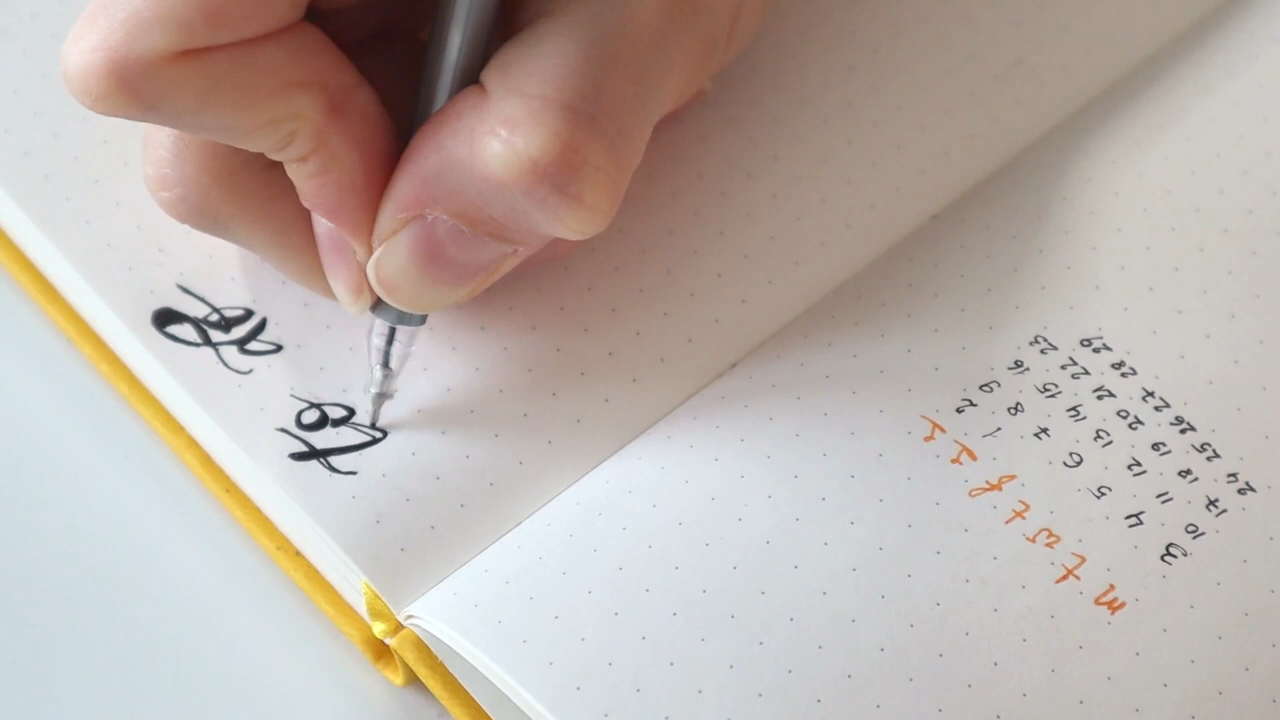 m t w t f s s
1 2
3 4 5 6 7 8 9
10 11 12 13 14 15 16
17 18 19 20 21 22 23
24 25 26 27 28 29